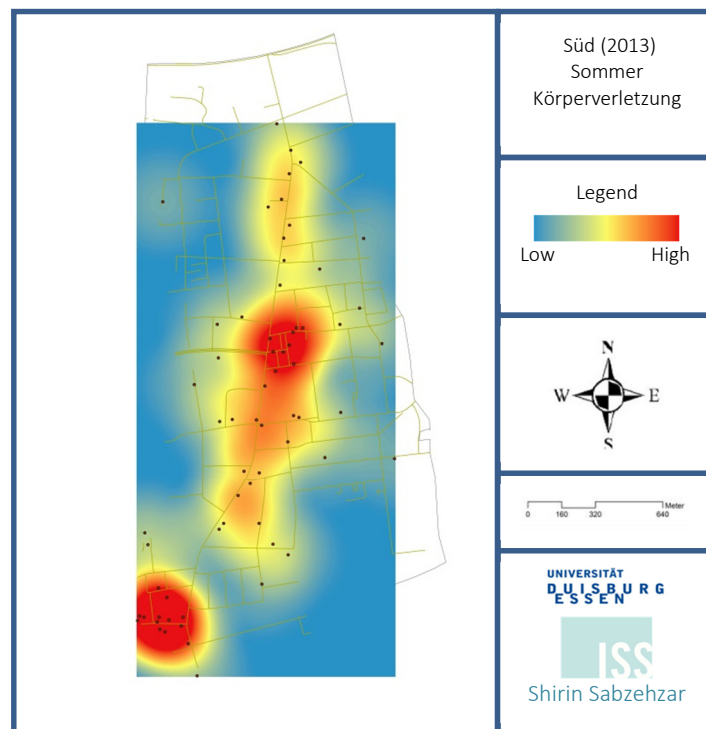 Süd (2013)
Sommer
Körperverletzung
Legend
Low High
N
W E
S
Meter
0 160 320 640
UNIVERSITÄT
DUISBURG
ESSEN
ISS
Shirin Sabzehzar